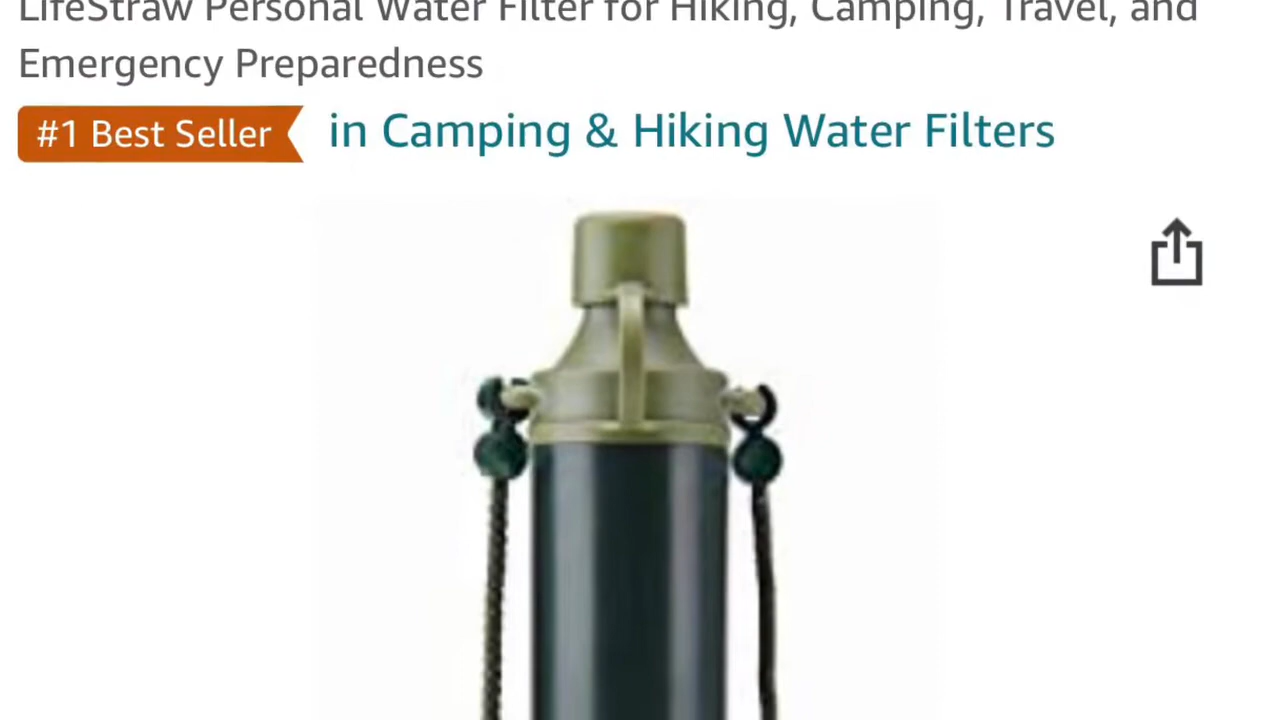 LifeStraw Personal Water Filter for Hiking, Camping, Travel, and
Emergency Preparedness
#1 Best Seller in Camping & Hiking Water Filters